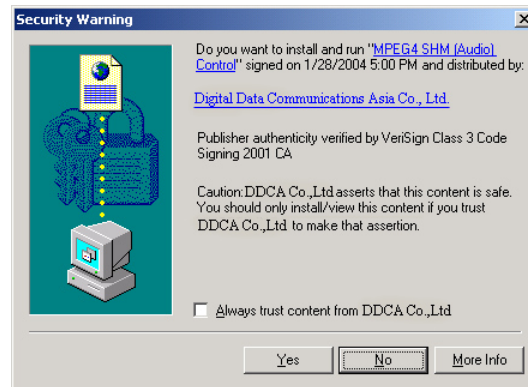 Security Warning
Do you want to install and run "MPEG4 SHM (Audio)
Control" signed on 1/28/2004 5:00 PM and distributed by:
Digital Data Communications Asia Co., Ltd.
Publisher authenticity verified by VeriSign Class 3 Code
Signing 2001 CA
Caution:DDCA Co.,Ltd asserts that this content is safe.
You should only install/view this content if you trust
DDCA Co.,Ltd to make that assertion.
Always trust content from DDCA Co.,Ltd
Yes
No
More Info